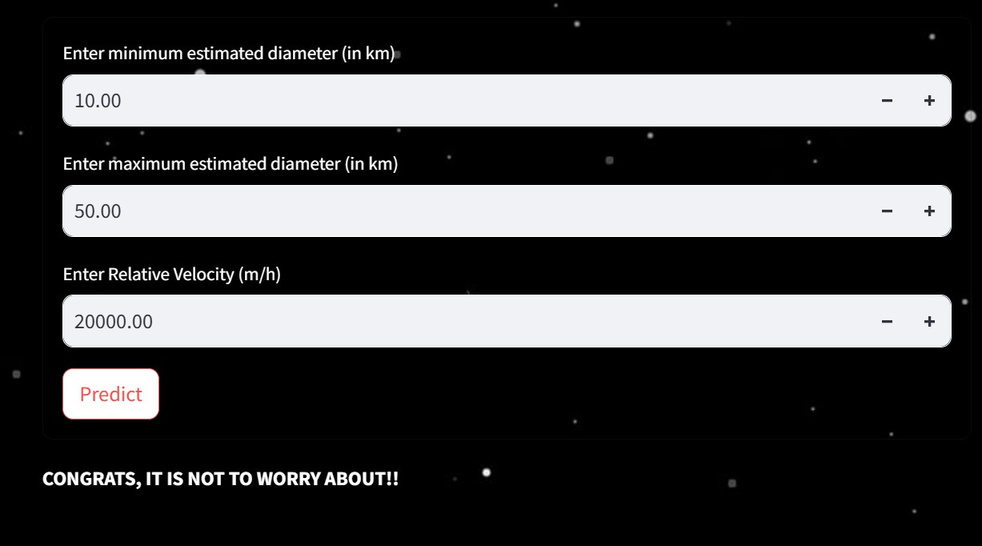 Enter minimum estimated diameter (in km)
10.00
Enter maximum estimated diameter (in km)
50.00
Enter Relative Velocity (m/h)
20000.00
Predict
CONGRATS, IT IS NOT TO WORRY ABOUT!!